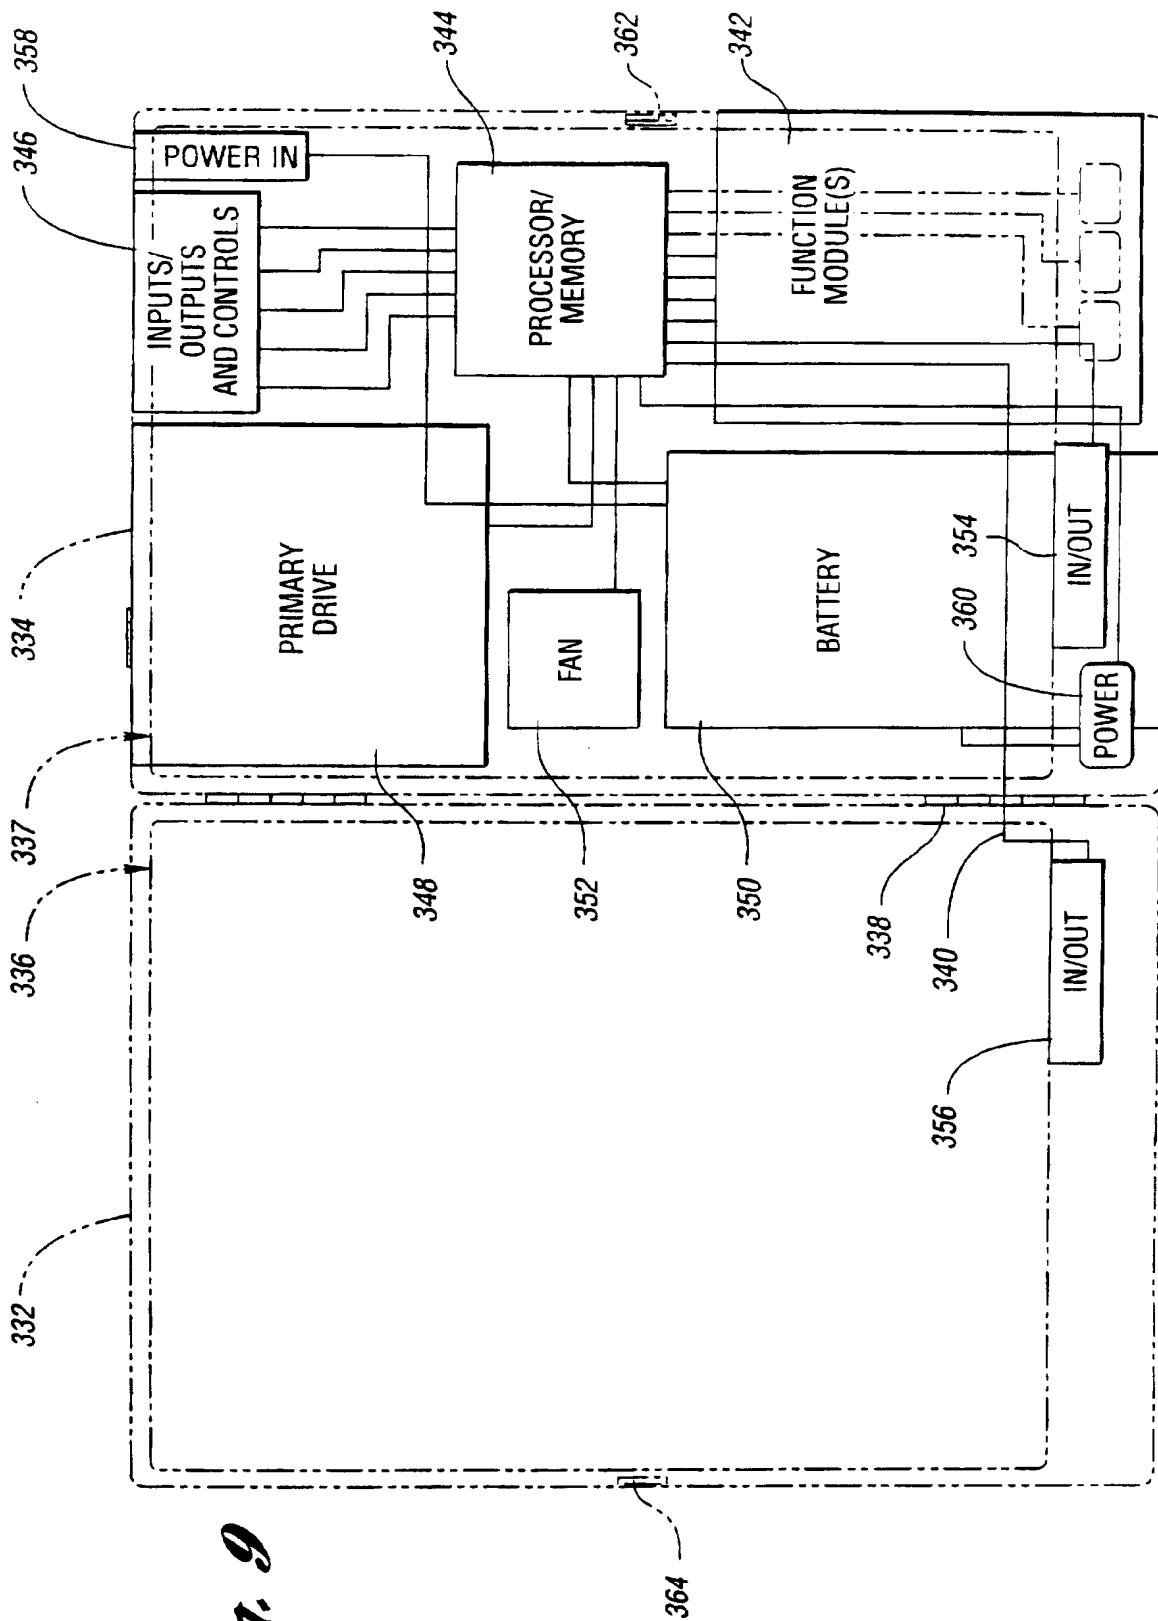 358
346
344
362
342
334
337
336
332
POWER IN
INPUTS/
OUTPUTS
AND CONTROLS
PROCESSOR/
MEMORY
FUNCTION
MODULE(S)
PRIMARY
DRIVE
FAN
BATTERY
354
IN/OUT
360
POWER
348
352
350
338
340
IN/OUT
356
364
9